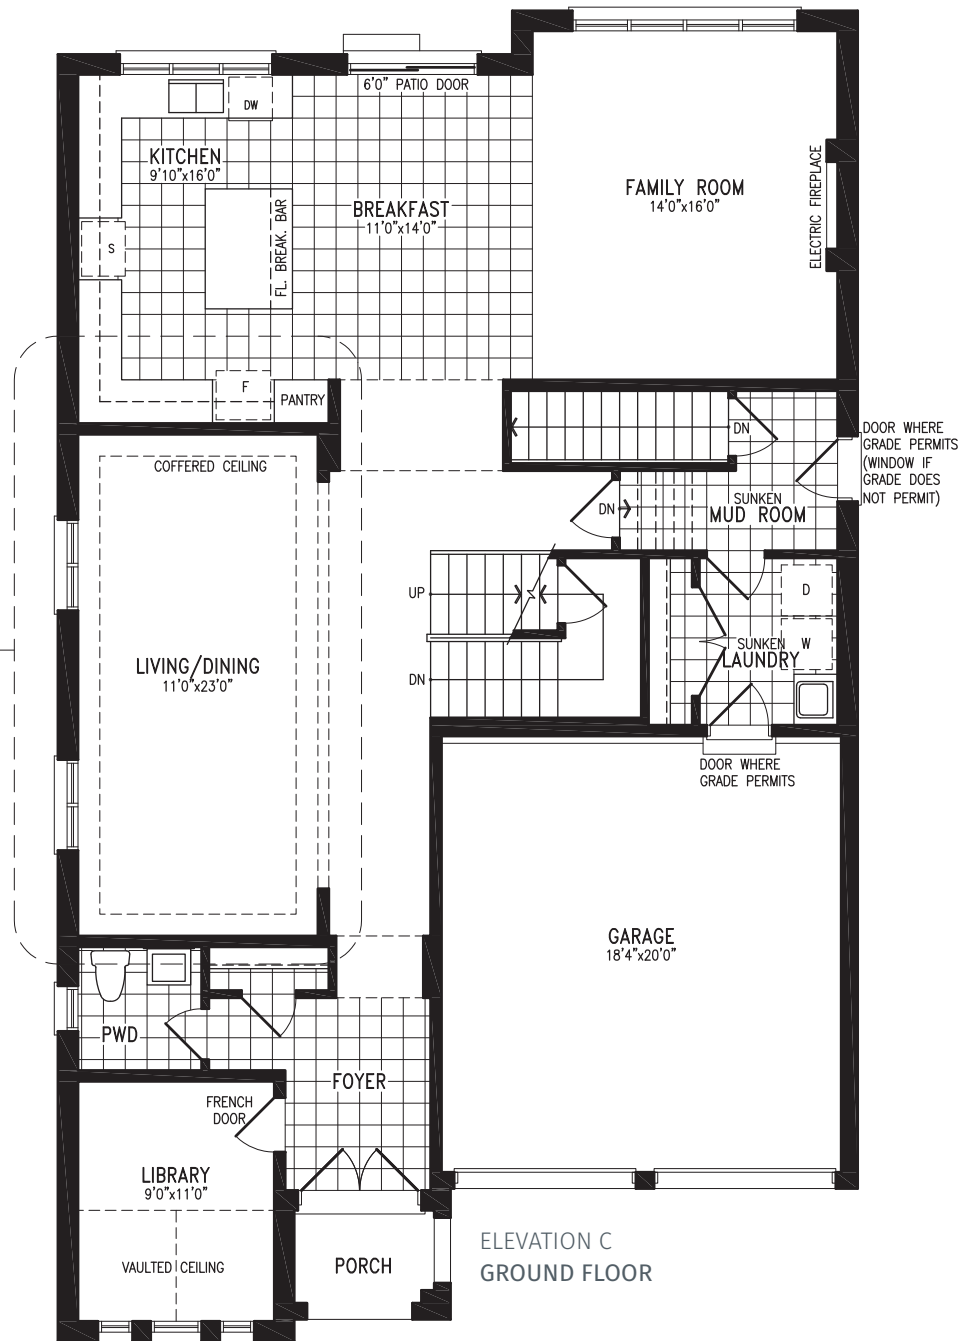 6'0" PATIO DOOR
DW
KITCHEN
9'10"x16'0"
S
FL. BREAK. BAR
BREAKFAST
11'0"x14'0"
FAMILY ROOM
14'0"x16'0"
ELECTRIC FIREPLACE
F
PANTRY
DN
DOOR WHERE
GRADE PERMITS
(WINDOW IF
GRADE DOES
NOT PERMIT)
COFFERED CEILING
DN
SUNKEN
MUD ROOM
UP
DN
D
W
SUNKEN
LAUNDRY
LIVING/DINING
11'0"x23'0"
DOOR WHERE
GRADE PERMITS
GARAGE
18'4"x20'0"
PWD
FOYER
FRENCH
DOOR
LIBRARY
9'0"x11'0"
VAULTED CEILING
PORCH
ELEVATION C
GROUND FLOOR